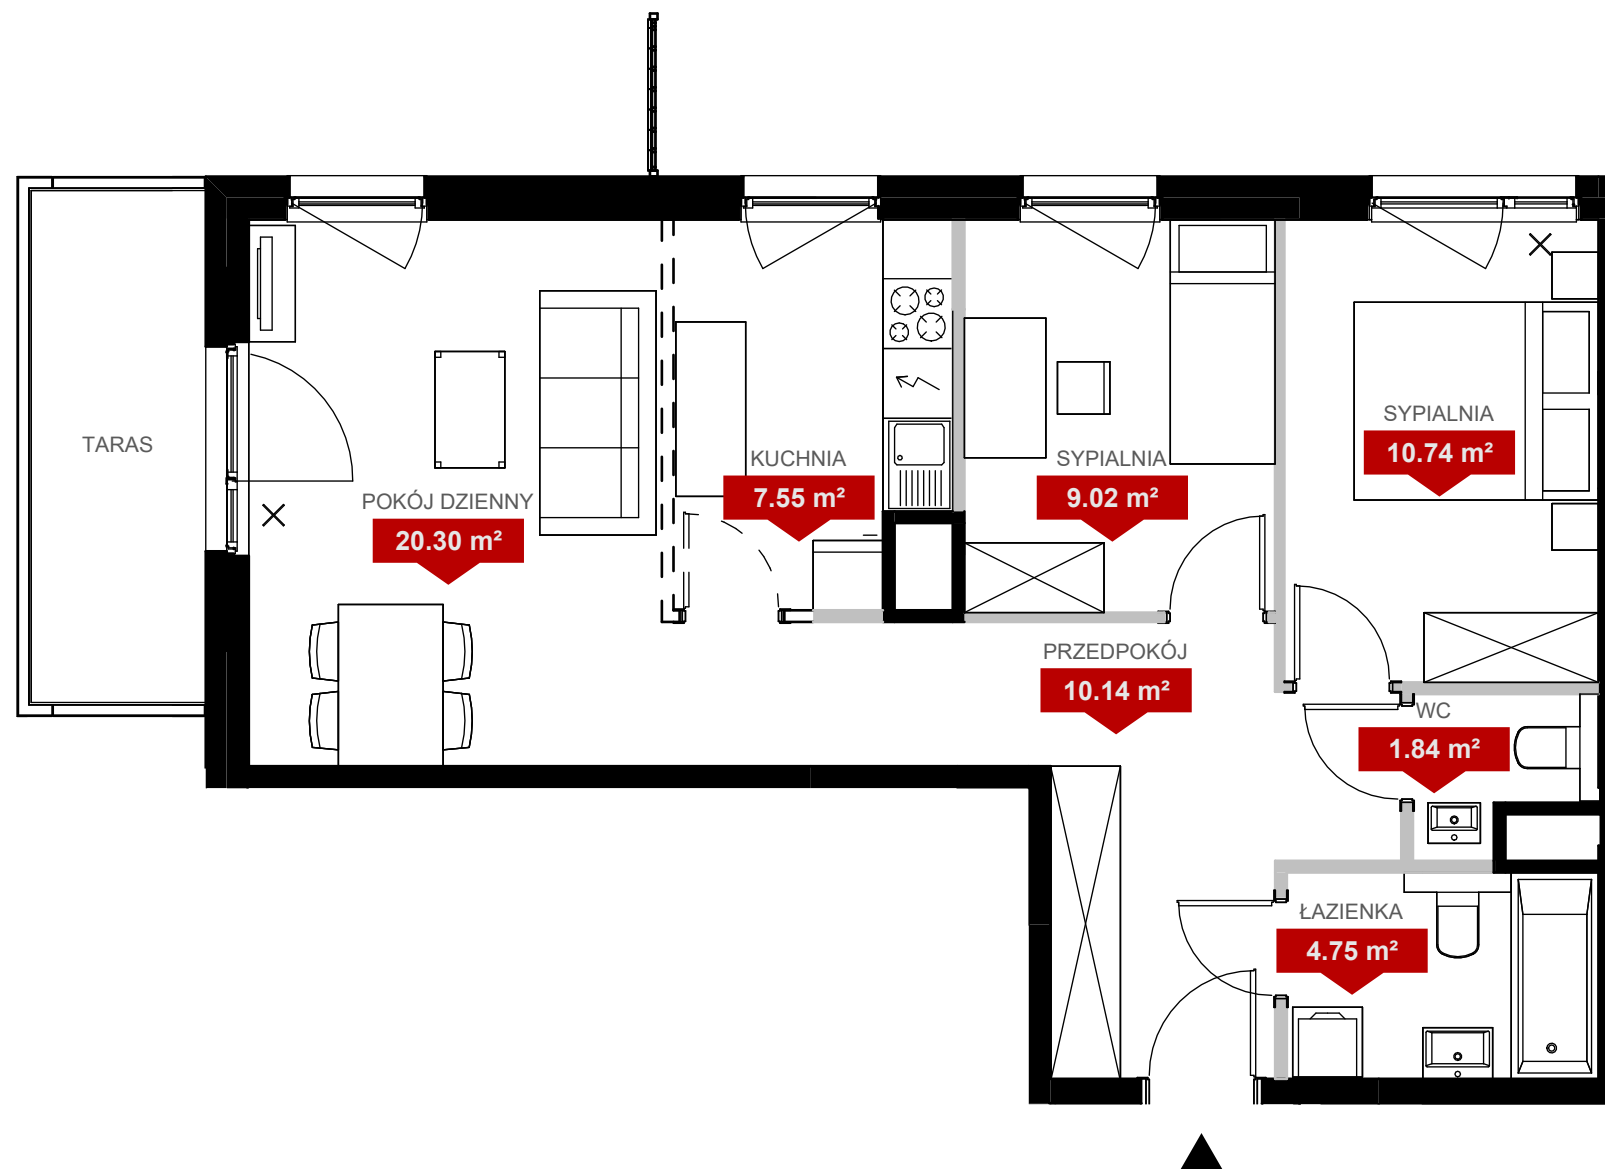 TARAS
POKÓJ DZIENNY
20.30 m²
KUCHNIA
7.55 m²
SYPIALNIA
9.02 m²
SYPIALNIA
10.74 m²
PRZEDPOKÓJ
10.14 m²
WC
1.84 m²
ŁAZIENKA
4.75 m²